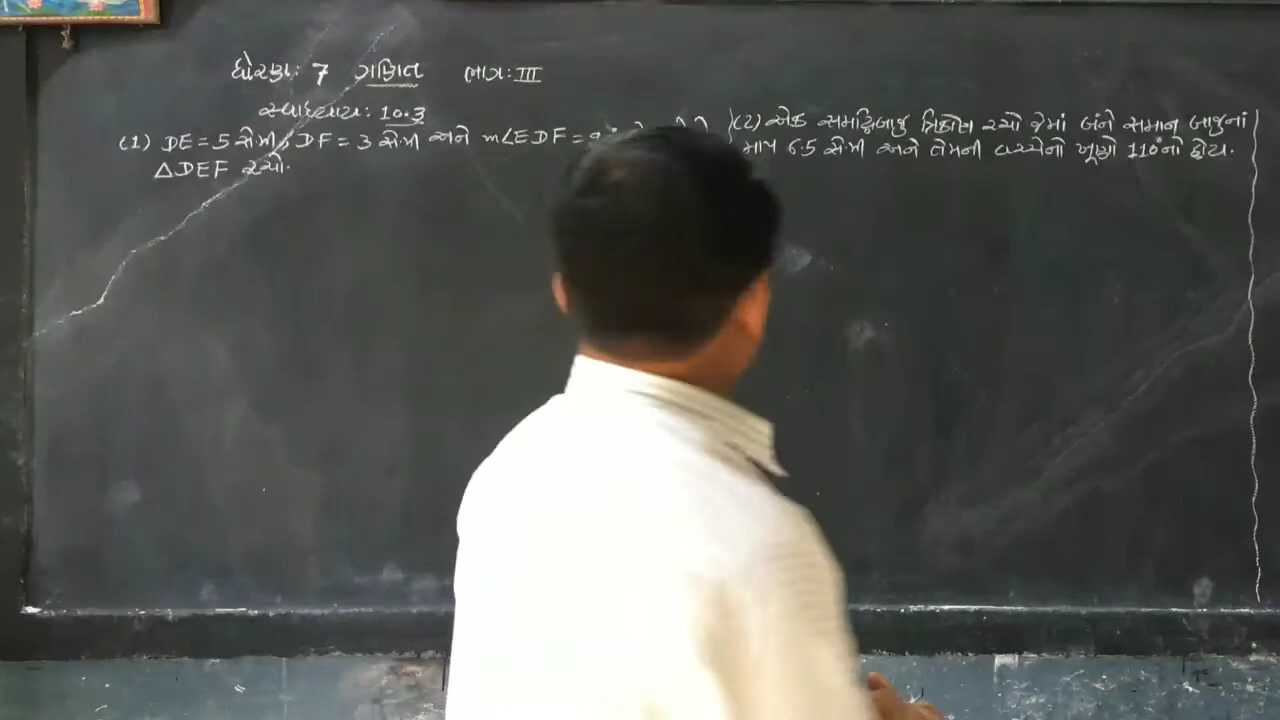 ધોરણ: 7 ગણિત ભાગ: III
સ્વાધ્યાય: 10.3
(1) DE = 5 સે.મી, DF = 3 સે.મી અને m∠EDF =
△DEF રચો.
(2) એક સમદ્વિબાજુ ત્રિકોણ રચો જેમાં બંને સમાન બાજુનાં
માપ 6.5 સે.મી અને તેમની વચ્ચેનો ખૂણો 110°નો હોય.